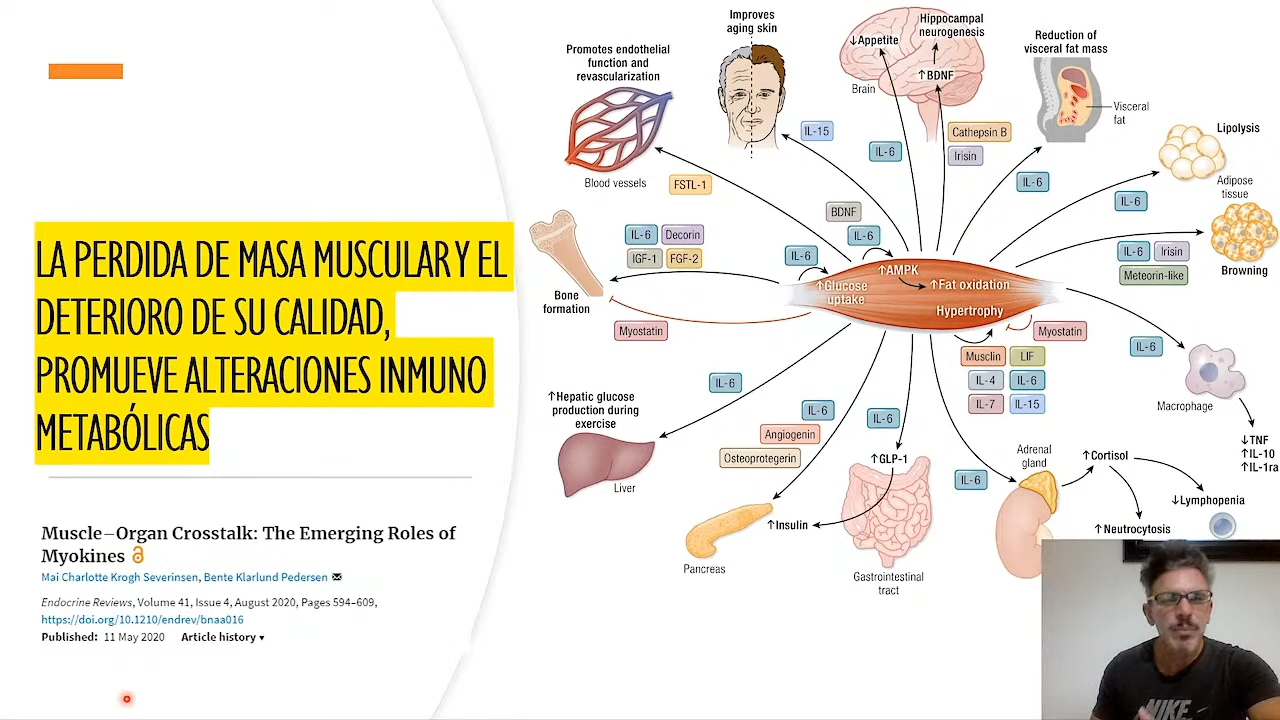 LA PERDIDA DE MASA MUSCULAR Y EL
DETERIORO DE SU CALIDAD,
PROMUEVE ALTERACIONES INMUNO
METABÓLICAS
Muscle–Organ Crosstalk: The Emerging Roles of
Myokines
Mai Charlotte Krogh Severinsen, Bente Klarlund Pedersen
Endocrine Reviews, Volume 41, Issue 4, August 2020, Pages 594–609,
https://doi.org/10.1210/endrev/bnaa016
Published: 11 May 2020 Article history
Promotes endothelial
function and
revascularization
Blood vessels
FSTL-1
Improves
aging skin
IL-15
↓Appetite
Hippocampal
neurogenesis
↑BDNF
Brain
IL-6
Cathepsin B
Irisin
Reduction of
visceral fat mass
Visceral
fat
IL-6
Lipolysis
Adipose
tissue
IL-6
IL-6
Irisin
Meteorin-like
Browning
IL-6
Decorin
IGF-1
FGF-2
Bone
formation
Myostatin
IL-6
BDNF
IL-6
↑Glucose
uptake
↑AMPK
↑Fat oxidation
Hypertrophy
Myostatin
Musclin
LIF
IL-4
IL-6
IL-7
IL-15
IL-6
Macrophage
↓TNF
↑IL-10
↑IL-1ra
↑Hepatic glucose
production during
exercise
Liver
IL-6
IL-6
Angiogenin
Osteoprotegerin
↑Insulin
Pancreas
IL-6
↑GLP-1
Gastrointestinal
tract
IL-6
Adrenal
gland
↑Cortisol
↓Lymphopenia
↑Neutrocytosis
NIKE